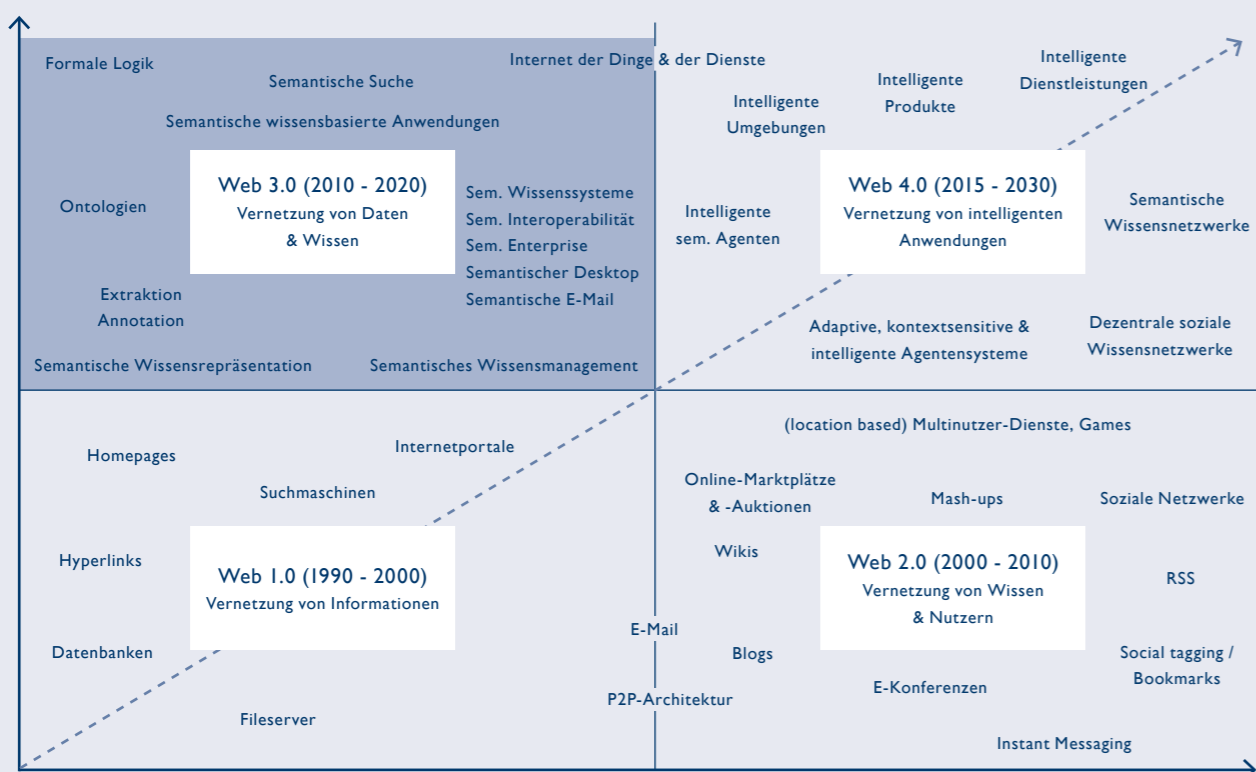 Formale Logik
Semantische Suche
Semantische wissensbasierte Anwendungen
Web 3.0 (2010 - 2020)
Vernetzung von Daten
& Wissen
Ontologien
Sem. Wissenssysteme
Sem. Interoperabilität
Sem. Enterprise
Semantischer Desktop
Semantische E-Mail
Extraktion
Annotation
Semantische Wissensrepräsentation
Semantisches Wissensmanagement
Internet der Dinge & der Dienste
Intelligente
Umgebungen
Intelligente
Produkte
Intelligente
Dienstleistungen
Web 4.0 (2015 - 2030)
Vernetzung von intelligenten
Anwendungen
Intelligente
sem. Agenten
Semantische
Wissensnetzwerke
Adaptive, kontextsensitive &
intelligente Agentensysteme
Dezentrale soziale
Wissensnetzwerke
Homepages
Internetportale
Suchmaschinen
Hyperlinks
Web 1.0 (1990 - 2000)
Vernetzung von Informationen
Datenbanken
Fileserver
E-Mail
P2P-Architektur
(location based) Multinutzer-Dienste, Games
Online-Marktplätze
& -Auktionen
Mash-ups
Soziale Netzwerke
Wikis
Web 2.0 (2000 - 2010)
Vernetzung von Wissen
& Nutzern
RSS
Blogs
Social tagging /
Bookmarks
E-Konferenzen
Instant Messaging